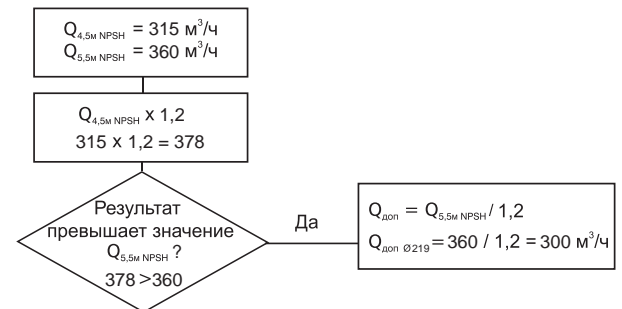 Q4,5м NPSH = 315 м³/ч
Q5,5м NPSH = 360 м³/ч
Q4,5м NPSH x 1,2
315 x 1,2 = 378
Результат
превышает значение
Q5,5м NPSH ?
378 >360
Да
Qдоп = Q5,5м NPSH / 1,2
Qдоп Ø219 = 360 / 1,2 = 300 м³/ч